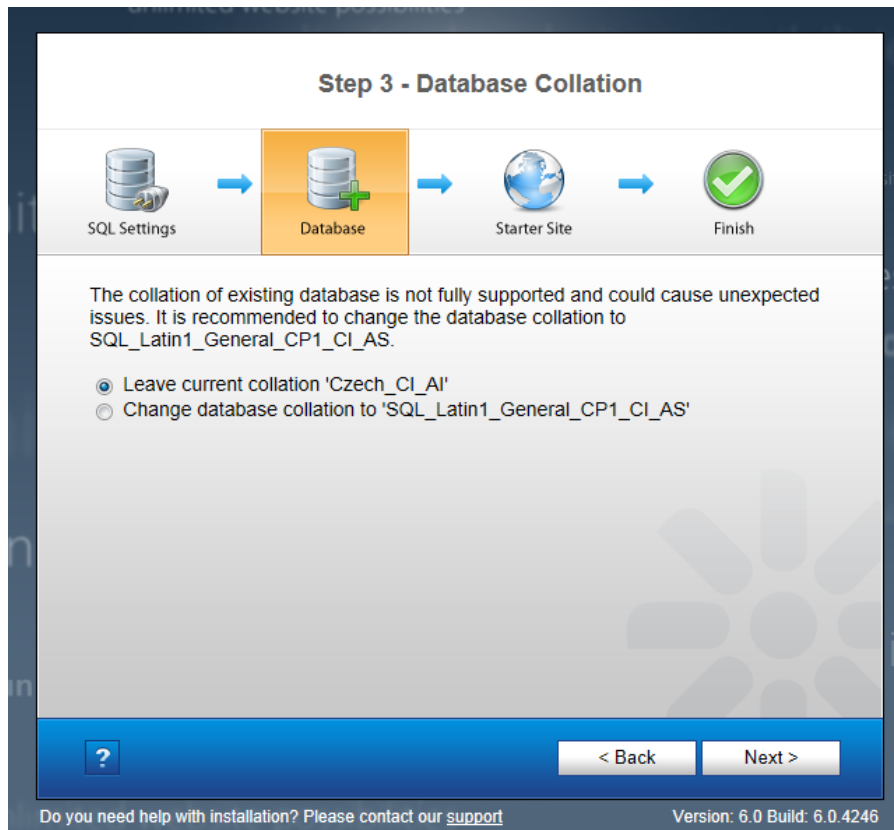 unlimited website possibilities
Step 3 - Database Collation
SQL Settings
Database
Starter Site
Finish
The collation of existing database is not fully supported and could cause unexpected
issues. It is recommended to change the database collation to
SQL_Latin1_General_CP1_CI_AS.
Leave current collation 'Czech_CI_AI'
Change database collation to 'SQL_Latin1_General_CP1_CI_AS'
?
< Back
Next >
Do you need help with installation? Please contact our support
Version: 6.0 Build: 6.0.4246